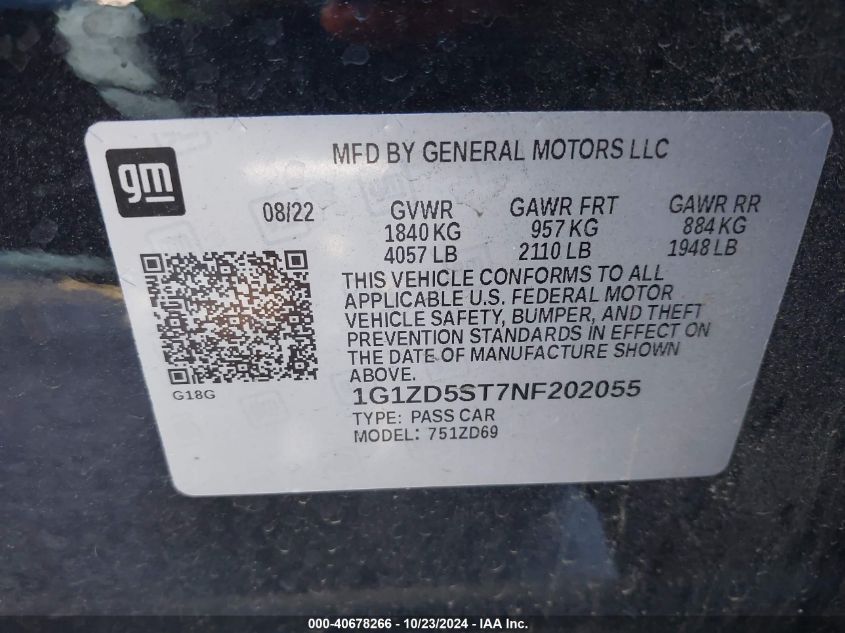 gm
MFD BY GENERAL MOTORS LLC
08/22
GVWR
1840 KG
4057 LB
GAWR FRT
957 KG
2110 LB
GAWR RR
884 KG
1948 LB
THIS VEHICLE CONFORMS TO ALL
APPLICABLE U.S. FEDERAL MOTOR
VEHICLE SAFETY, BUMPER, AND THEFT
PREVENTION STANDARDS IN EFFECT ON
THE DATE OF MANUFACTURE SHOWN
ABOVE.
G18G
1G1ZD5ST7NF202055
TYPE: PASS CAR
MODEL: 751ZD69
000-40678266 - 10/23/2024 - IAA Inc.